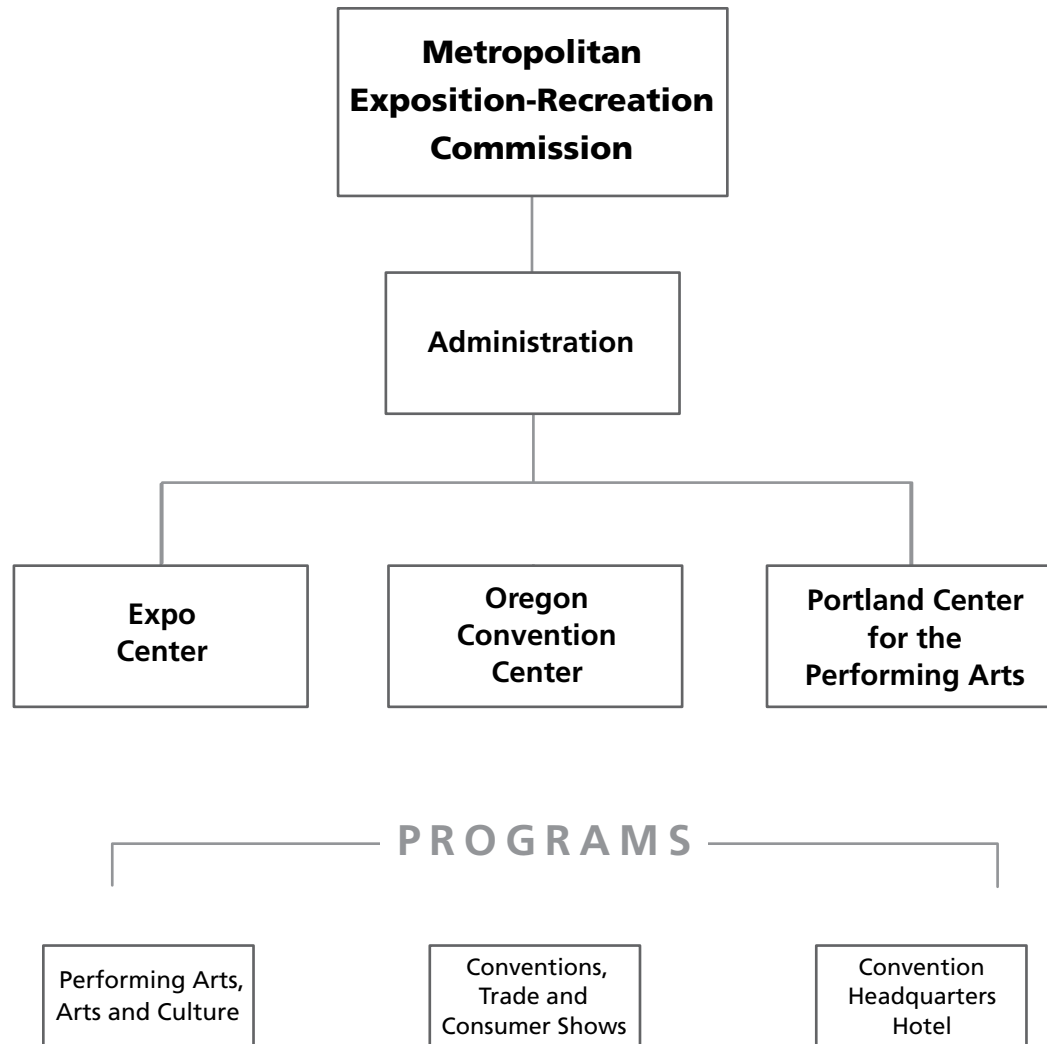 Metropolitan
Exposition-Recreation
Commission
Administration
Expo
Center
Oregon
Convention
Center
Portland Center
for the
Performing Arts
PROGRAMS
Performing Arts,
Arts and Culture
Conventions,
Trade and
Consumer Shows
Convention
Headquarters
Hotel